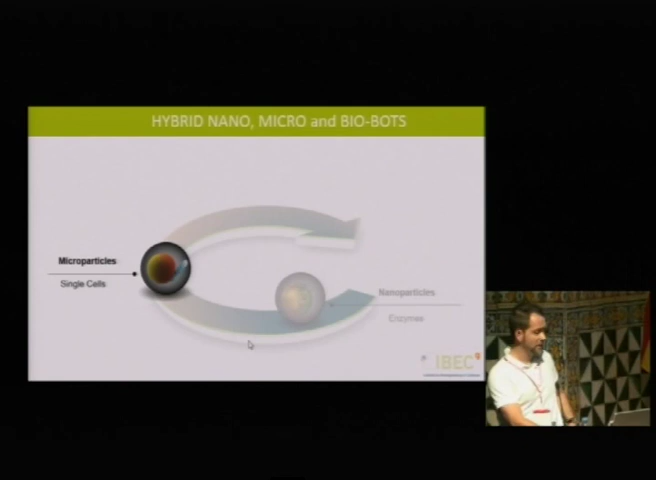 HYBRID NANO, MICRO and BIO-BOTS
Microparticles
Single Cells
Nanoparticles
Enzymes
IBEC